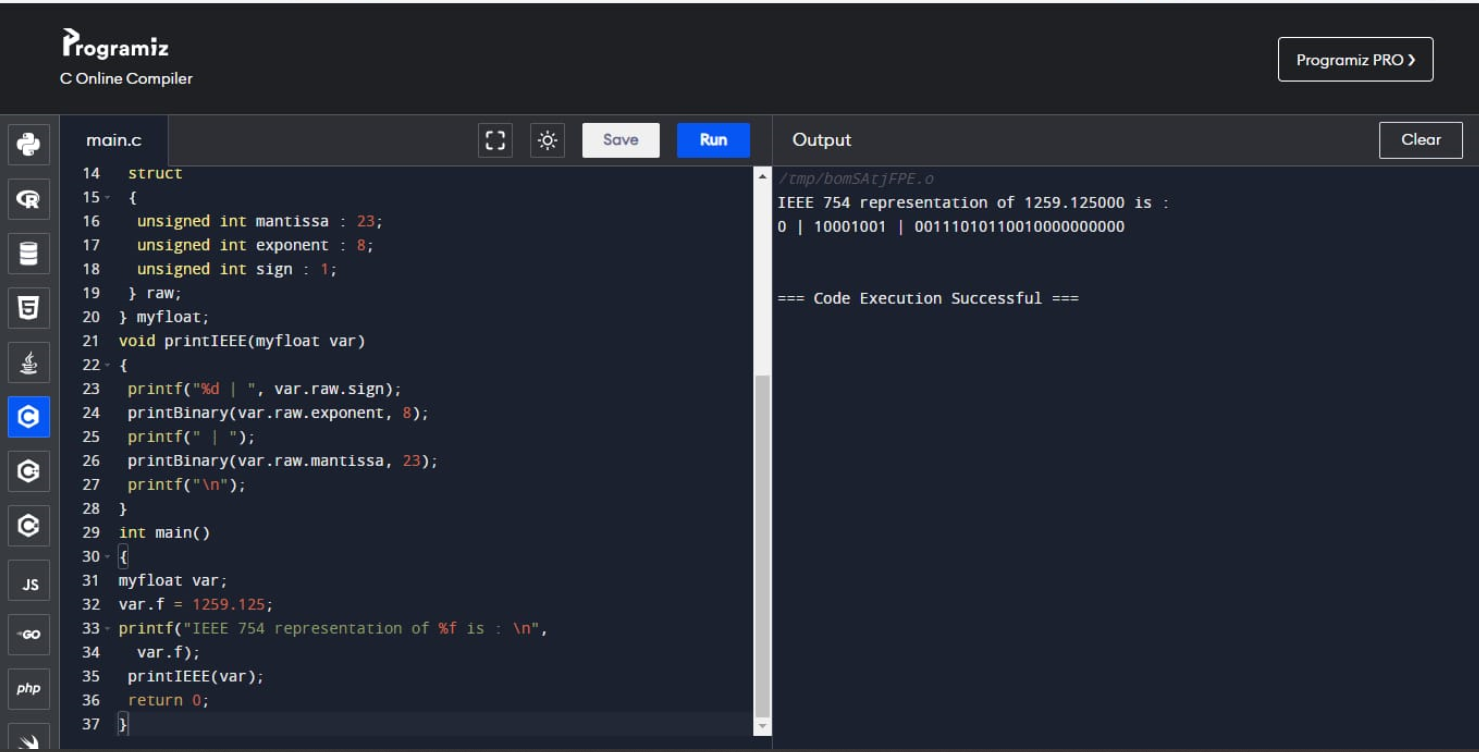 Programiz
C Online Compiler
Programiz PRO ❯
main.c
Save
Run
Output
Clear
14 struct
15 {
16 unsigned int mantissa : 23;
17 unsigned int exponent : 8;
18 unsigned int sign : 1;
19 } raw;
20 } myfloat;
21 void printIEEE(myfloat var)
22 {
23 printf("%d | ", var.raw.sign);
24 printBinary(var.raw.exponent, 8);
25 printf(" | ");
26 printBinary(var.raw.mantissa, 23);
27 printf("\n");
28 }
29 int main()
30 {
31 myfloat var;
32 var.f = 1259.125;
33 printf("IEEE 754 representation of %f is : \n",
34 var.f);
35 printIEEE(var);
36 return 0;
37 }
/tmp/bomSAtjFPE.o
IEEE 754 representation of 1259.125000 is :
0 | 10001001 | 00111010110010000000000
=== Code Execution Successful ===
R
5
C
C
C
JS
GO
php